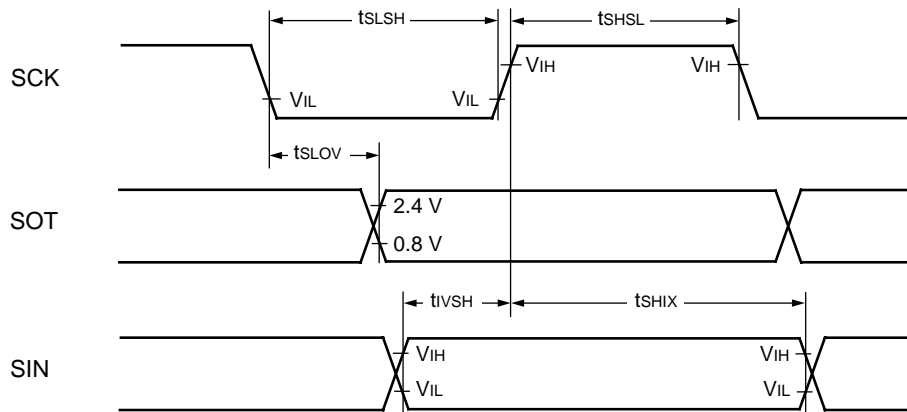 tSLSH tSHSL
SCK VIH VIH
VIL VIL
tSLOV
SOT 2.4 V
0.8 V
tIVSH tSHIX
SIN VIH VIH
VIL VIL